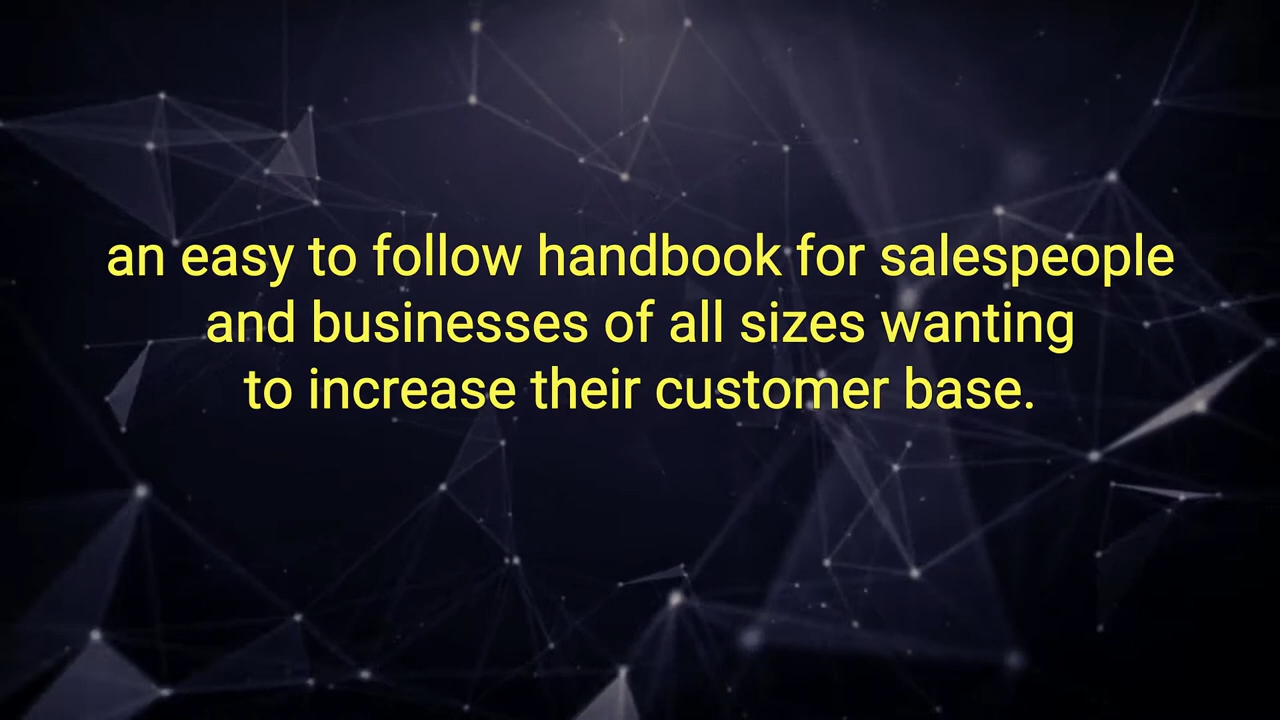 an easy to follow handbook for salespeople
and businesses of all sizes wanting
to increase their customer base.